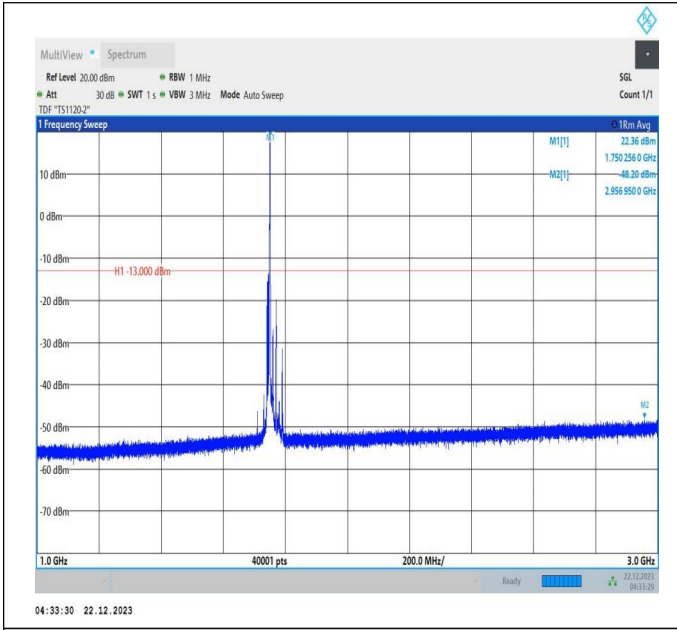 MultiView Spectrum
Ref Level 20.00 dBm RBW 1 MHz SGL
Att 30 dB SWT 1 s VBW 3 MHz Mode Auto Sweep Count 1/1
TDF "TS1120-2"
1 Frequency Sweep 1Rm Avg
M1 M1[1] 22.36 dBm
1.750 256 0 GHz
10 dBm M2[1] -48.20 dBm
2.956 950 0 GHz
0 dBm
-10 dBm
H1 -13.000 dBm
-20 dBm
-30 dBm
-40 dBm
M2
-50 dBm
-60 dBm
-70 dBm
1.0 GHz 40001 pts 200.0 MHz/ 3.0 GHz
Ready 22.12.2023
04:33:29
04:33:30 22.12.2023